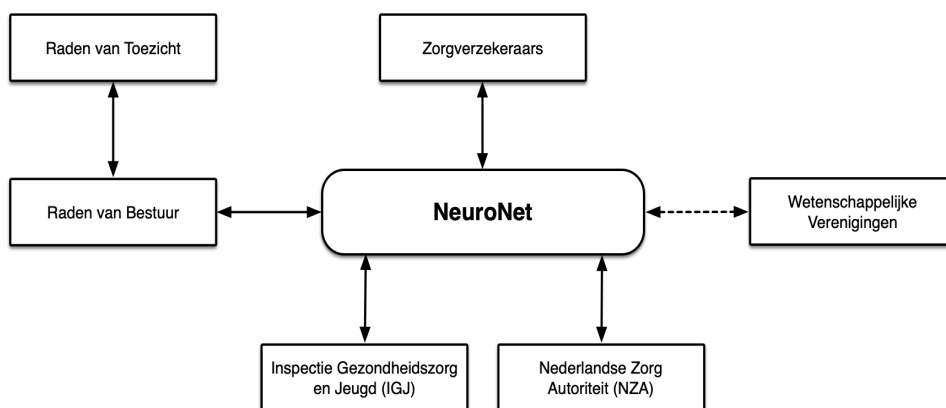 Raden van Toezicht
Zorgverzekeraars
Raden van Bestuur
NeuroNet
Wetenschappelijke
Verenigingen
Inspectie Gezondheidszorg
en Jeugd (IGJ)
Nederlandse Zorg
Autoriteit (NZA)